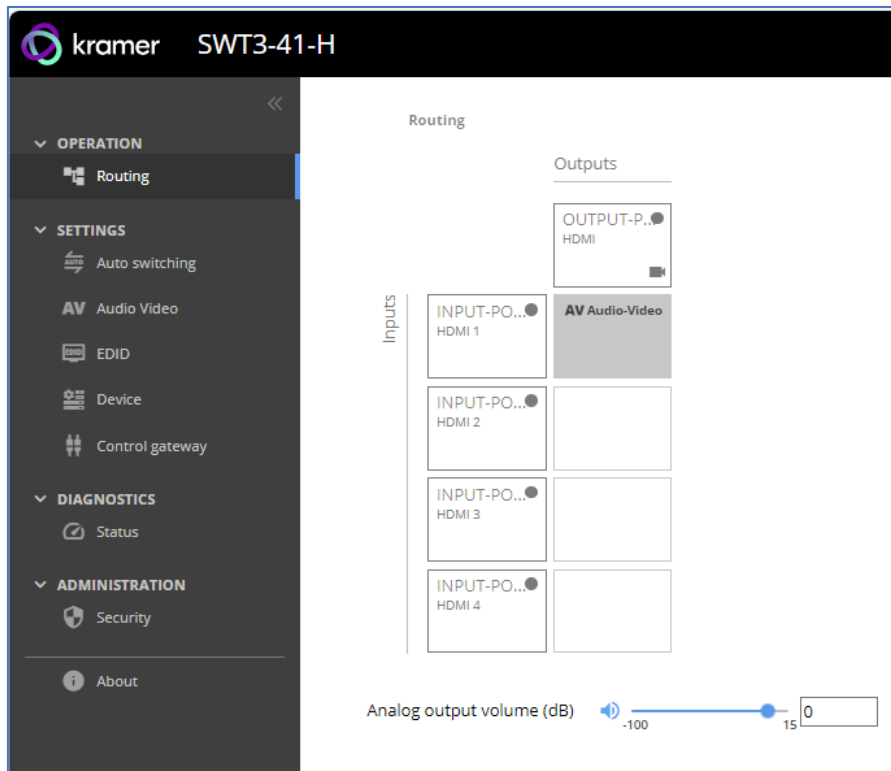 kramer SWT3-41-H
OPERATION
Routing
SETTINGS
AUTO Auto switching
AV Audio Video
EDID EDID
Device
Control gateway
DIAGNOSTICS
Status
ADMINISTRATION
Security
About
Routing
Outputs
OUTPUT-P...
HDMI
Inputs
INPUT-PO...
HDMI 1
AV Audio-Video
INPUT-PO...
HDMI 2
INPUT-PO...
HDMI 3
INPUT-PO...
HDMI 4
Analog output volume (dB) 0
-100 15